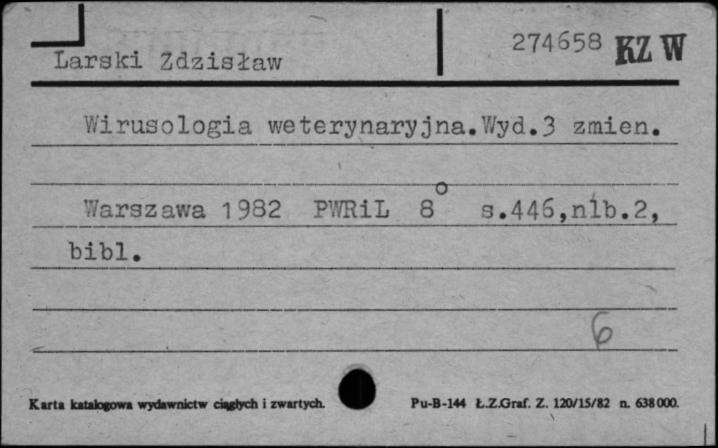 274658 KZ W
Larski Zdzisław
Wirusologia weterynaryjna.Wyd.3 zmien.
Warszawa 1982 PWRiL 8° s.446,nlb.2,
bibl.
6
Karta katalogowa wydawnictw ciągłych i zwartych. Pu-B-144 Ł.Z.Graf. Z. 120/15/82 n. 638000.